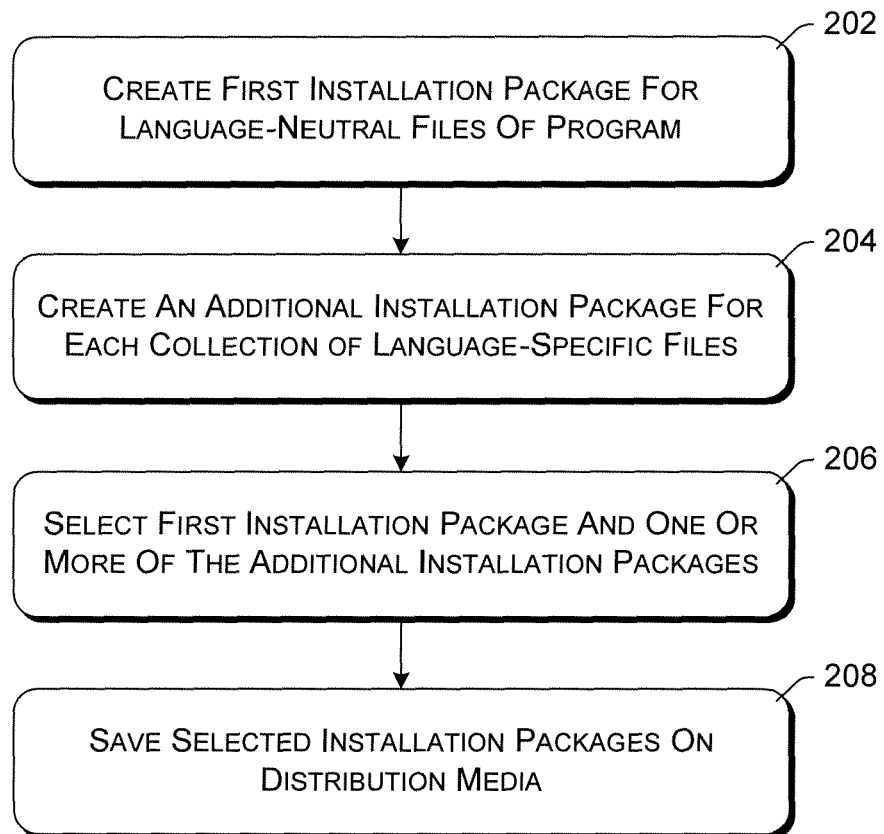 202
CREATE FIRST INSTALLATION PACKAGE FOR
LANGUAGE-NEUTRAL FILES OF PROGRAM
204
CREATE AN ADDITIONAL INSTALLATION PACKAGE FOR
EACH COLLECTION OF LANGUAGE-SPECIFIC FILES
206
SELECT FIRST INSTALLATION PACKAGE AND ONE OR
MORE OF THE ADDITIONAL INSTALLATION PACKAGES
208
SAVE SELECTED INSTALLATION PACKAGES ON
DISTRIBUTION MEDIA